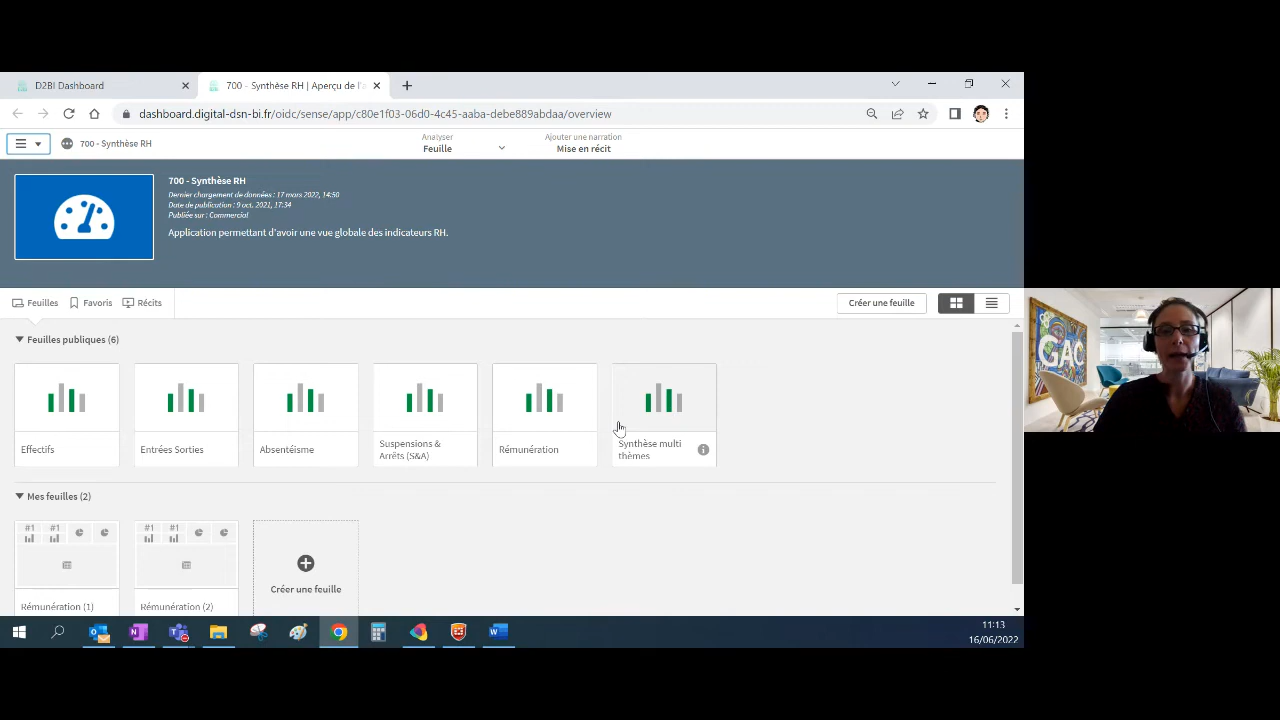 D2BI Dashboard
700 - Synthèse RH | Aperçu de l'a
dashboard.digital-dsn-bi.fr/oidc/sense/app/c80e1f03-06d0-4c45-aaba-debe889abdaa/overview
700 - Synthèse RH
Analyser
Feuille
Ajouter une narration
Mise en récit
700 - Synthèse RH
Dernier chargement de données : 17 mars 2022, 14:50
Date de publication : 9 oct. 2021, 17:34
Publiée sur : Commercial
Application permettant d'avoir une vue globale des indicateurs RH.
Feuilles
Favoris
Récits
Créer une feuille
Feuilles publiques (6)
Effectifs
Entrées Sorties
Absentéisme
Suspensions &
Arrêts (S&A)
Rémunération
Synthèse multi
thèmes
GAC
Mes feuilles (2)
#1 #1
#1 #1
Rémunération (1)
Rémunération (2)
Créer une feuille
11:13
16/06/2022